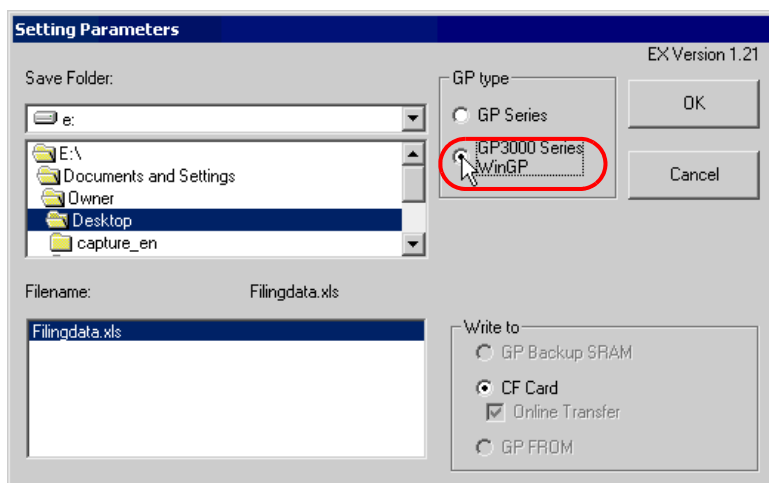 Setting Parameters
EX Version 1.21
Save Folder:
e:
E:\
Documents and Settings
Owner
Desktop
capture_en
GP type
GP Series
GP3000 Series
WinGP
OK
Cancel
Filename:
Filingdata.xls
Filingdata.xls
Write to
GP Backup SRAM
CF Card
Online Transfer
GP FROM